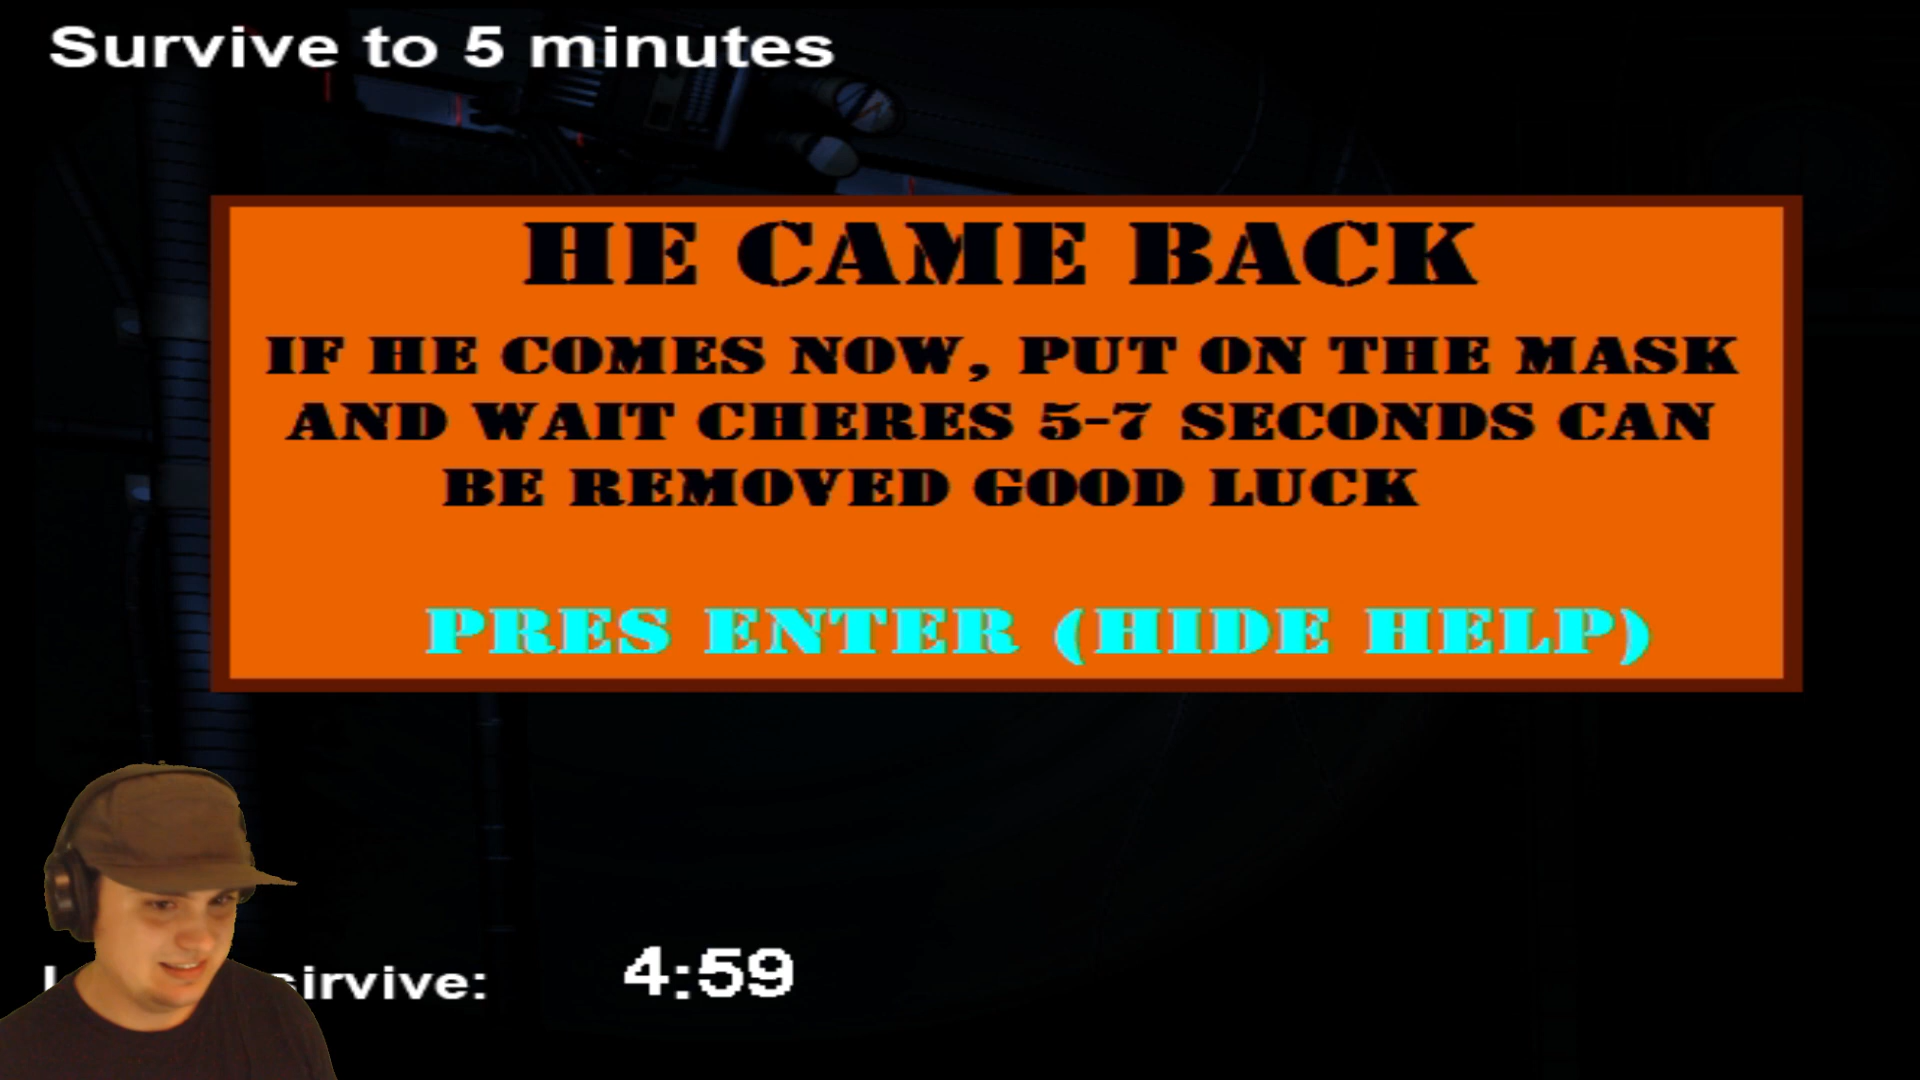 Survive to 5 minutes
HE CAME BACK
IF HE COMES NOW, PUT ON THE MASK
AND WAIT CHERES 5-7 SECONDS CAN
BE REMOVED GOOD LUCK
PRES ENTER (HIDE HELP)
4:59